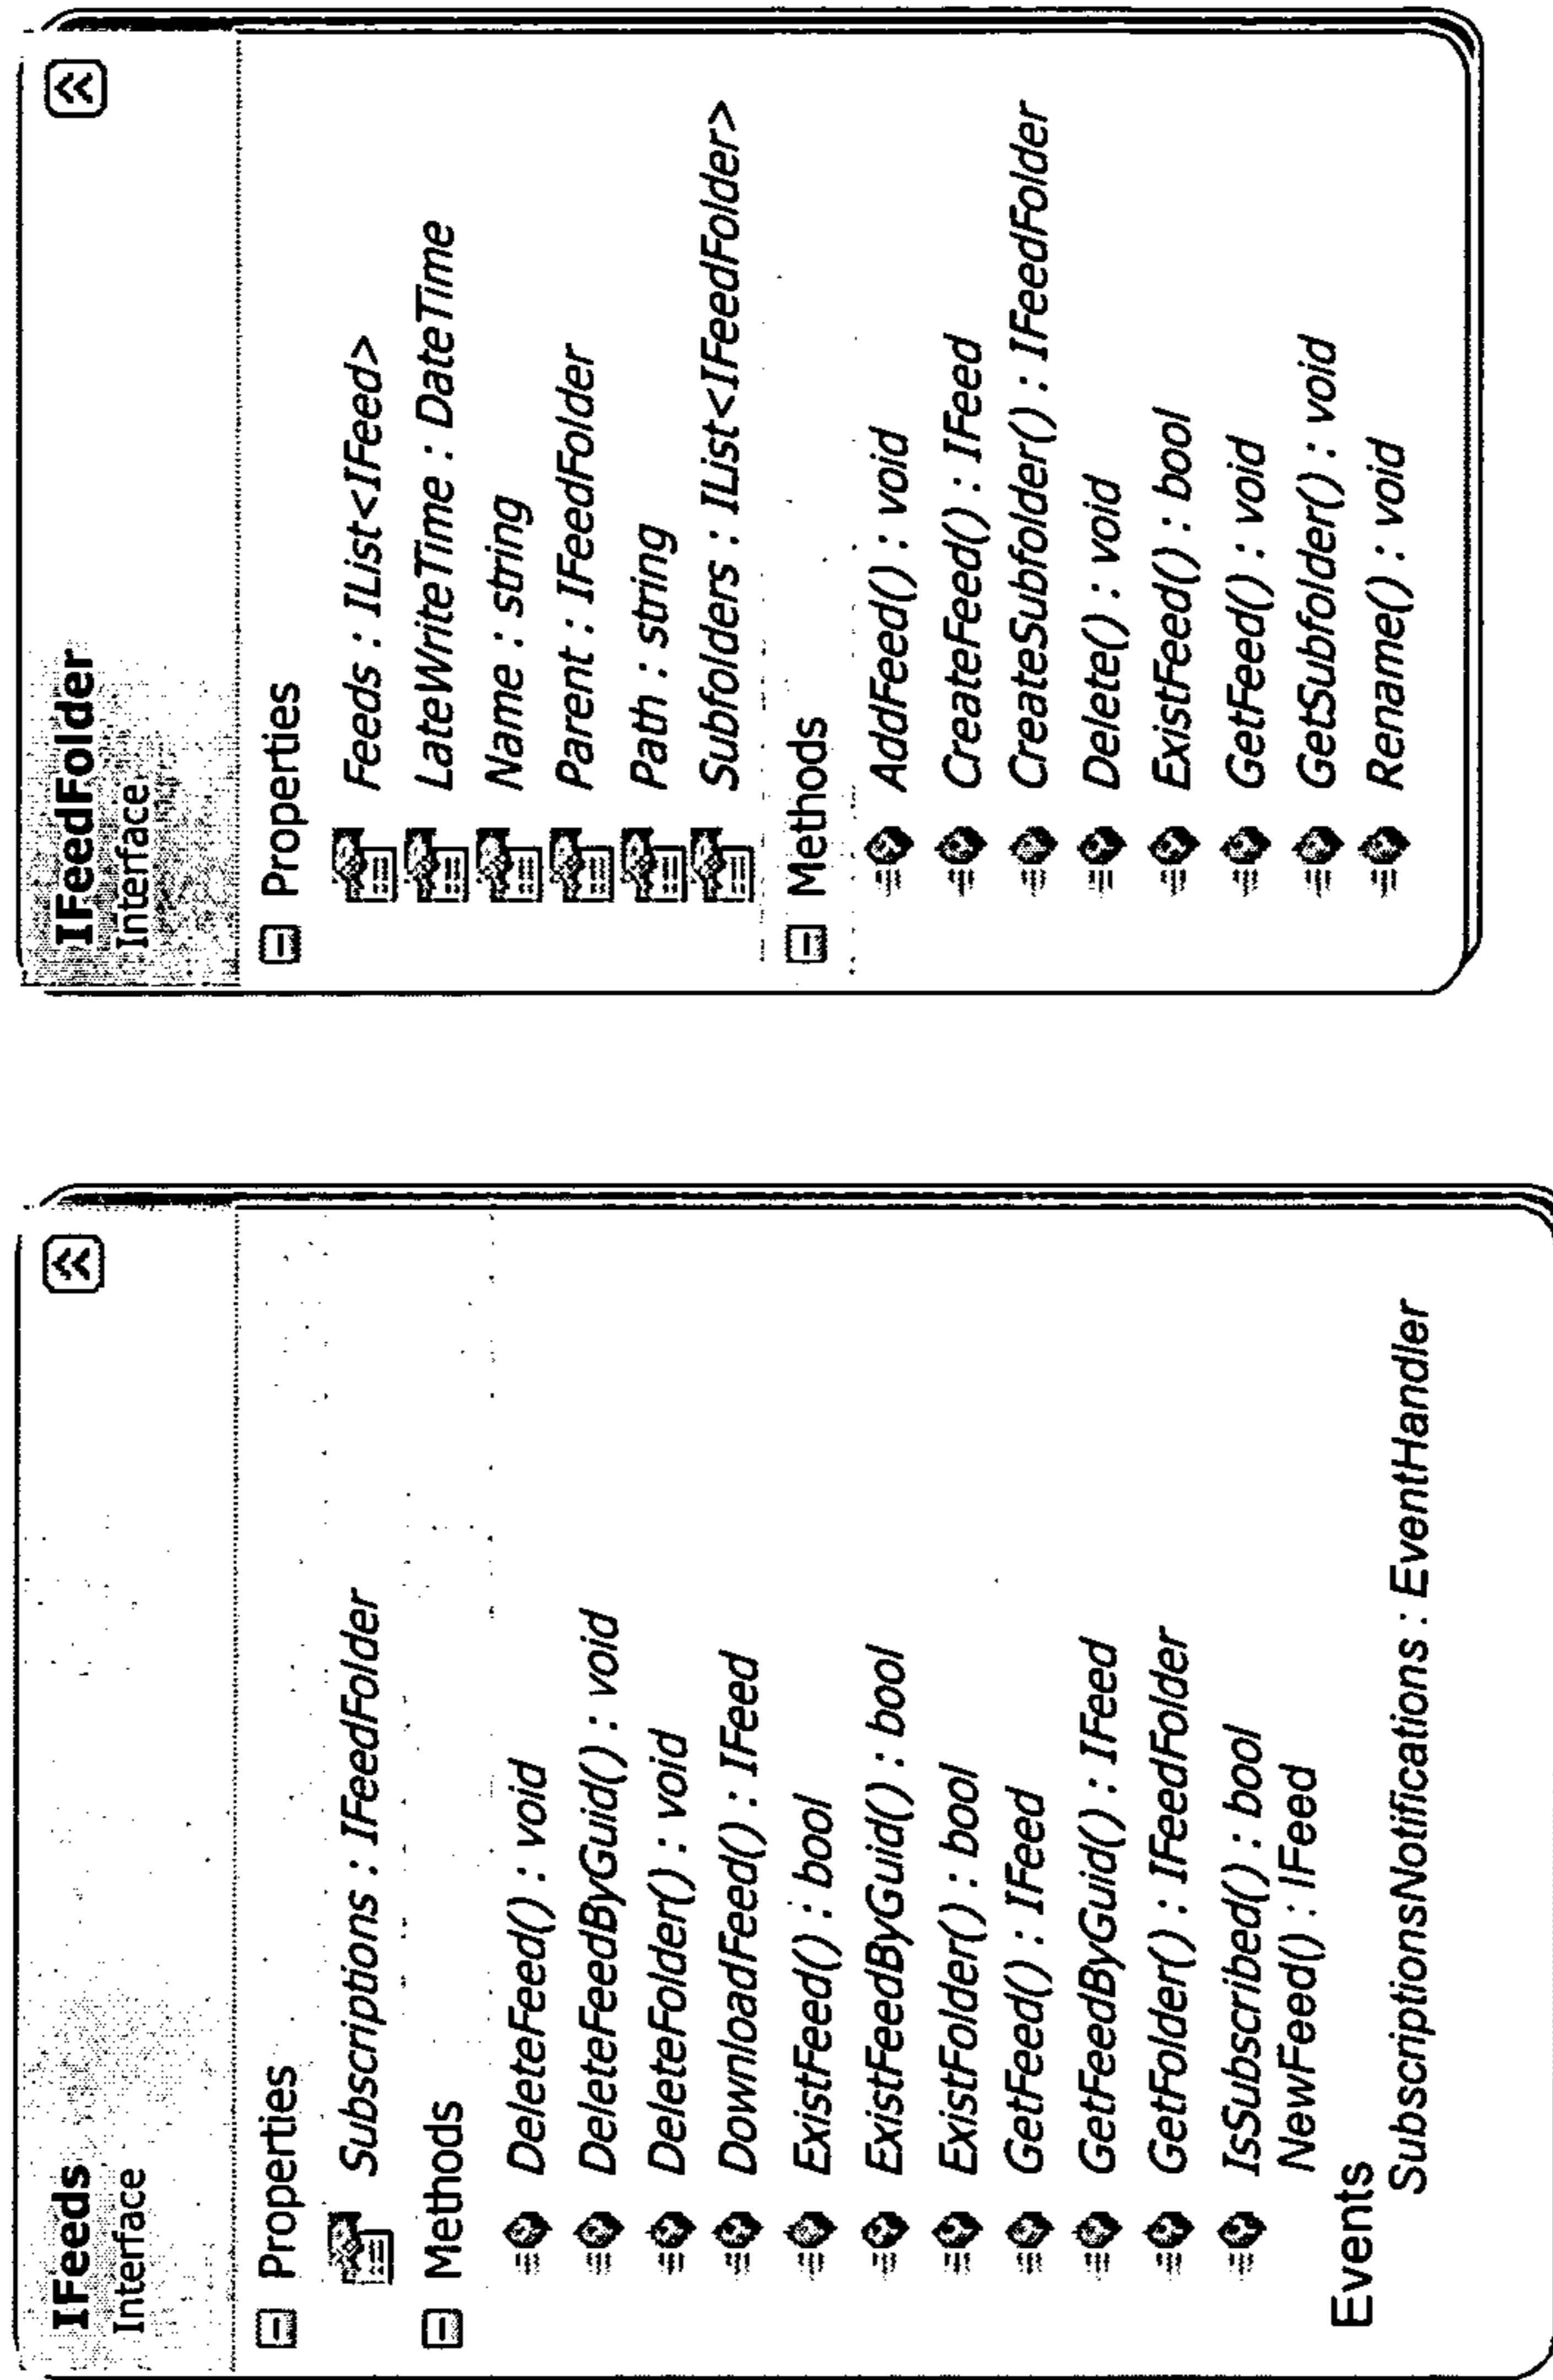 IFeeds
Interface
Properties
Subscriptions : IFeedFolder
Methods
DeleteFeed() : void
DeleteFeedByGuid() : void
DeleteFolder() : void
DownloadFeed() : IFeed
ExistFeed() : bool
ExistFeedByGuid() : bool
ExistFolder() : bool
GetFeed() : IFeed
GetFeedByGuid() : IFeed
GetFolder() : IFeedFolder
IsSubscribed() : bool
NewFeed() : IFeed
Events
SubscriptionsNotifications : EventHandler
IFeedFolder
Interface
Properties
Feeds : IList<IFeed>
LateWriteTime : DateTime
Name : string
Parent : IFeedFolder
Path : string
Subfolders : IList<IFeedFolder>
Methods
AddFeed() : void
CreateFeed() : IFeed
CreateSubfolder() : IFeedFolder
Delete() : void
ExistFeed() : bool
GetFeed() : void
GetSubfolder() : void
Rename() : void